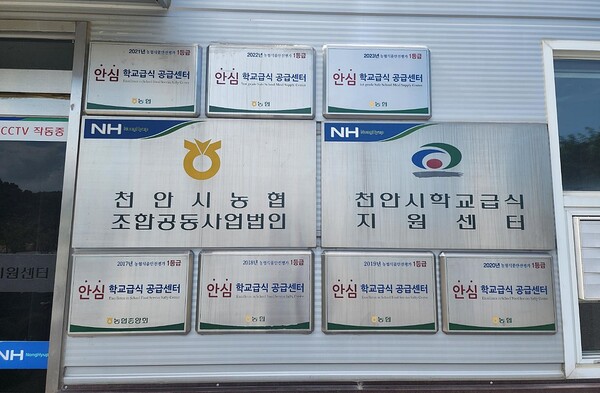 2021년 농협식품안전평가 1등급
안심 학교급식 공급센터
농협
2022년 농협식품안전평가 1등급
안심 학교급식 공급센터
농협
2023년 농협식품안전평가 1등급
안심 학교급식 공급센터
농협
CCTV 작동중
NH NongHyup
천안시농협
조합공동사업법인
NH NongHyup
천안시학교급식
지원센터
지원센터
2017년 농협식품안전평가 1등급
안심 학교급식 공급센터
농협중앙회
2018년 농협식품안전평가 1등급
안심 학교급식 공급센터
농협
2019년 농협식품안전평가 1등급
안심 학교급식 공급센터
농협
2020년 농협식품안전평가 1등급
안심 학교급식 공급센터
농협
NH NongHyup